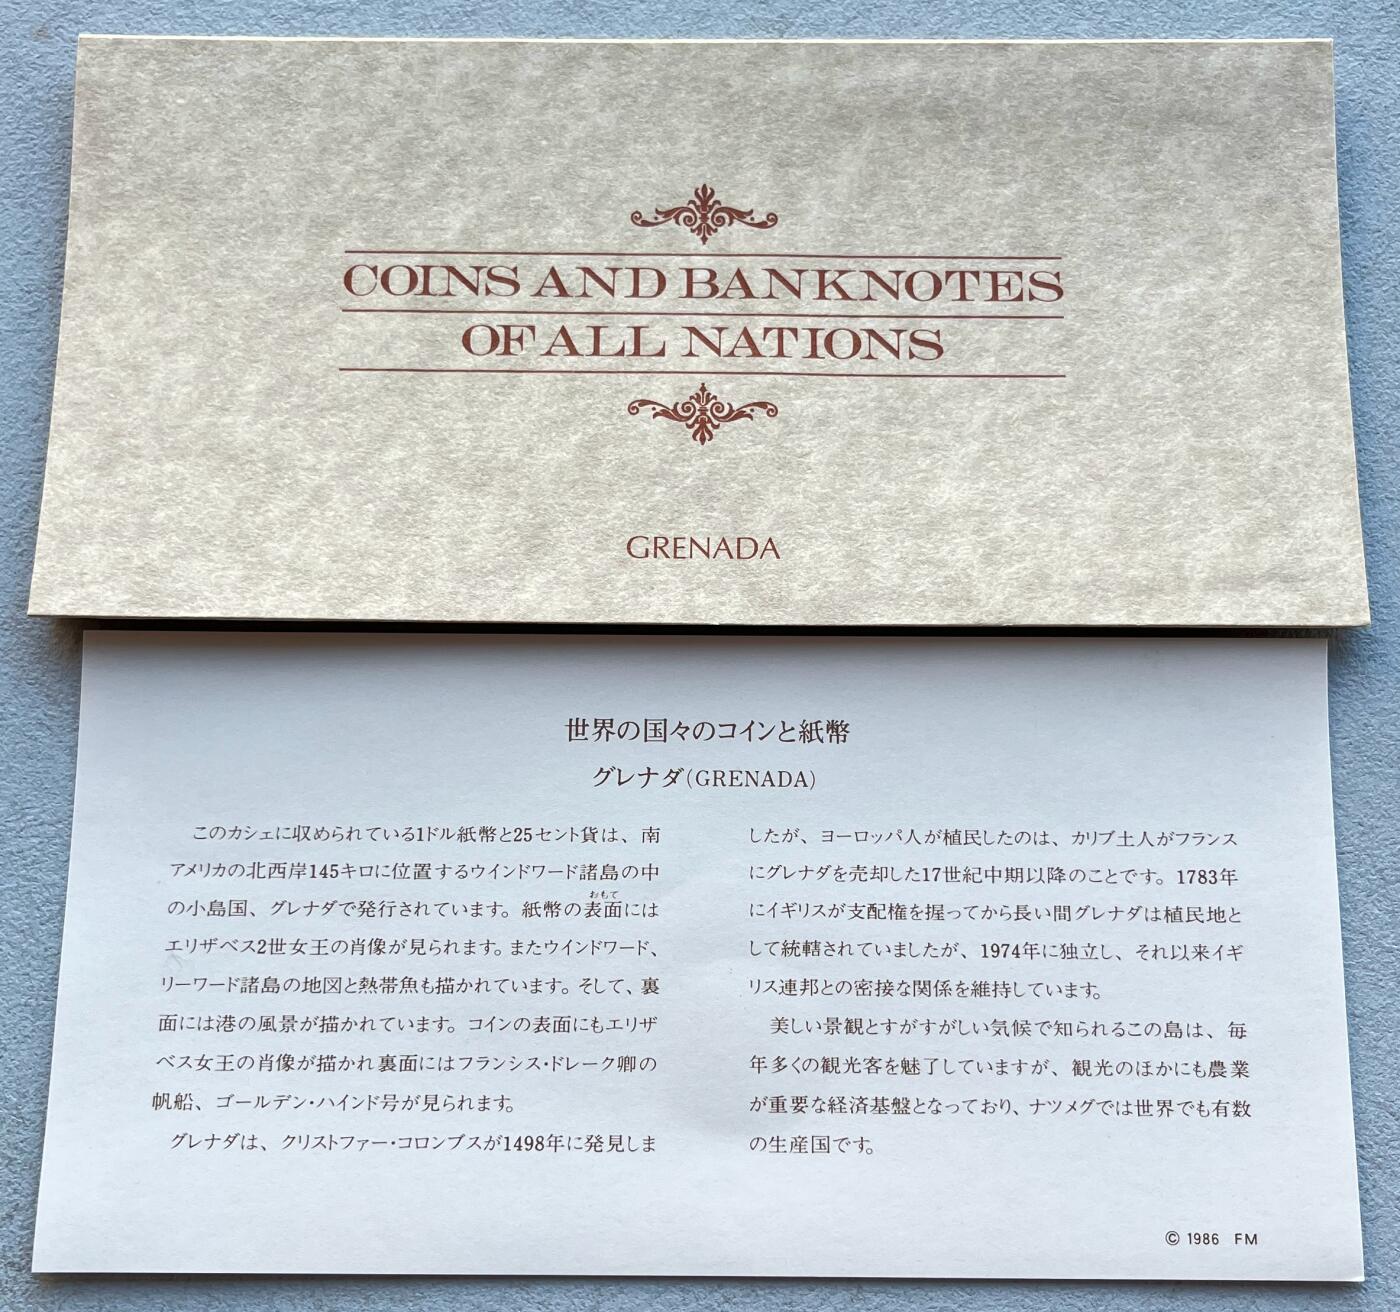 COINS AND BANKNOTES
OF ALL NATIONS
GRENADA
世界の国々のコインと紙幣
グレナダ(GRENADA)
このカシェに収められている1ドル紙幣と25セント貨は、南
アメリカの北西岸145キロに位置するウインドワード諸島の中
の小島国、グレナダで発行されています。紙幣の表面には
おもて
エリザベス2世女王の肖像が見られます。またウインドワード、
リーワード諸島の地図と熱帯魚も描かれています。そして、裏
面には港の風景が描かれています。コインの表面にもエリザ
ベス女王の肖像が描かれ裏面にはフランシス・ドレーク卿の
帆船、ゴールデン・ハインド号が見られます。
グレナダは、クリストファー・コロンブスが1498年に発見しま
したが、ヨーロッパ人が植民したのは、カリブ土人がフランス
にグレナダを売却した17世紀中期以降のことです。1783年
にイギリスが支配権を握ってから長い間グレナダは植民地と
して統轄されていましたが、1974年に独立し、それ以来イギ
リス連邦との密接な関係を維持しています。
美しい景観とすがすがしい気候で知られるこの島は、毎
年多くの観光客を魅了していますが、観光のほかにも農業
が重要な経済基盤となっており、ナツメグでは世界でも有数
の生産国です。
© 1986 FM